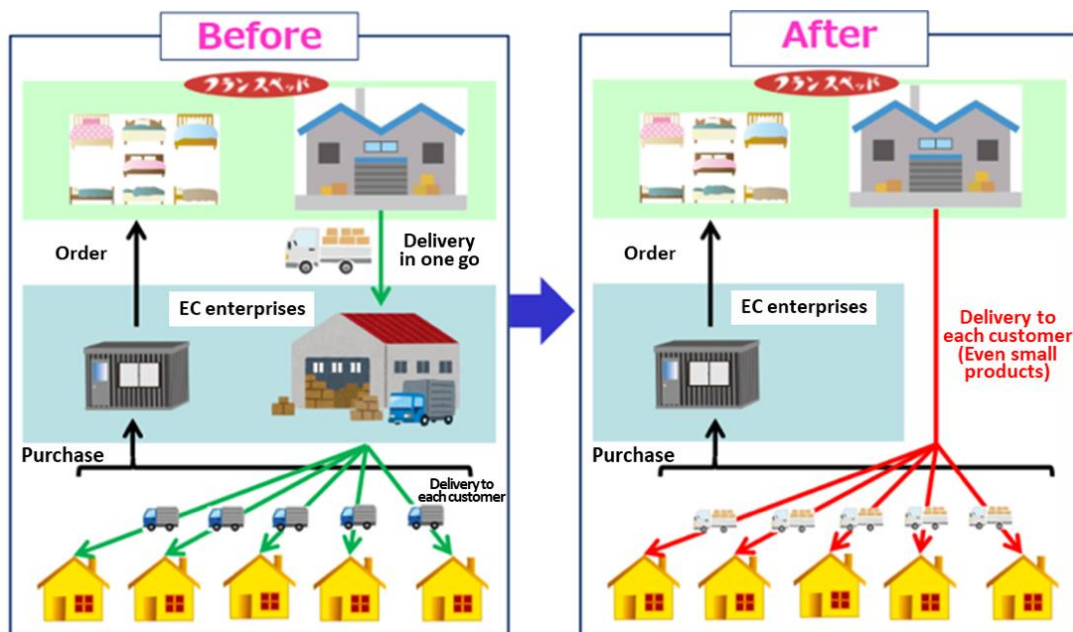 Before
フランスベッド
Order
Delivery
in one go
EC enterprises
Purchase
Delivery to
each customer
After
フランスベッド
Order
EC enterprises
Delivery to
each customer
(Even small
products)
Purchase